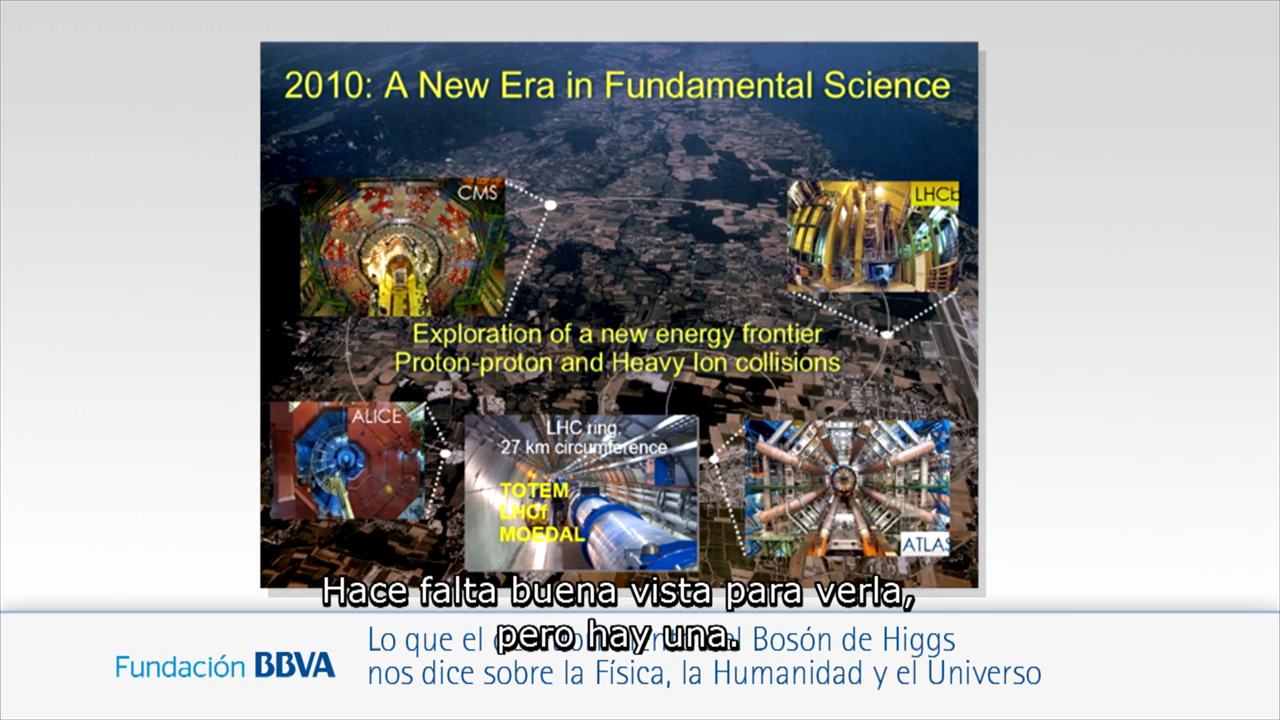 2010: A New Era in Fundamental Science
CMS
LHCb
Exploration of a new energy frontier
Proton-proton and Heavy Ion collisions
ALICE
LHC ring:
27 km circumference
TOTEM
LHCf
MOEDAL
ATLAS
Hace falta buena vista para verla,
pero hay una.
Fundación BBVA
Lo que el del Bosón de Higgs
nos dice sobre la Física, la Humanidad y el Universo